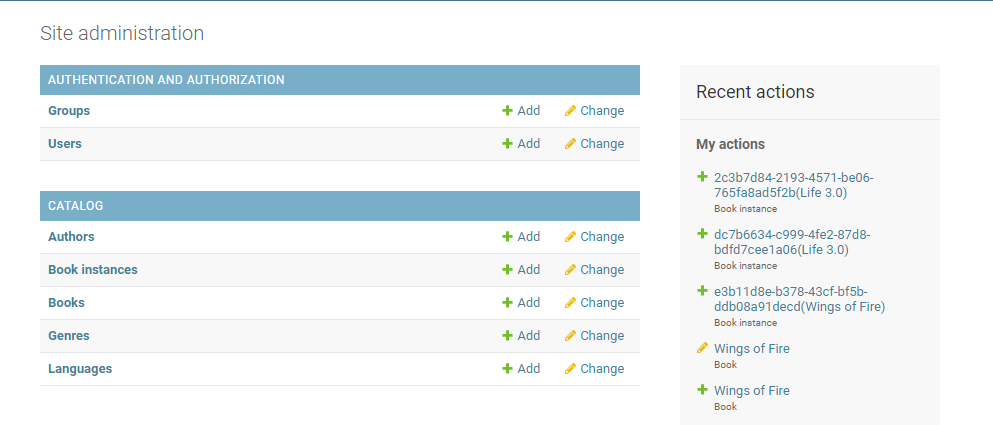 Site administration
AUTHENTICATION AND AUTHORIZATION
Groups Add Change
Users Add Change
CATALOG
Authors Add Change
Book instances Add Change
Books Add Change
Genres Add Change
Languages Add Change
Recent actions
My actions
2c3b7d84-2193-4571-be06-
765fa8ad5f2b(Life 3.0)
Book instance
dc7b6634-c999-4fe2-87d8-
bdfd7cee1a06(Life 3.0)
Book instance
e3b11d8e-b378-43cf-bf5b-
ddb08a91decd(Wings of Fire)
Book instance
Wings of Fire
Book
Wings of Fire
Book